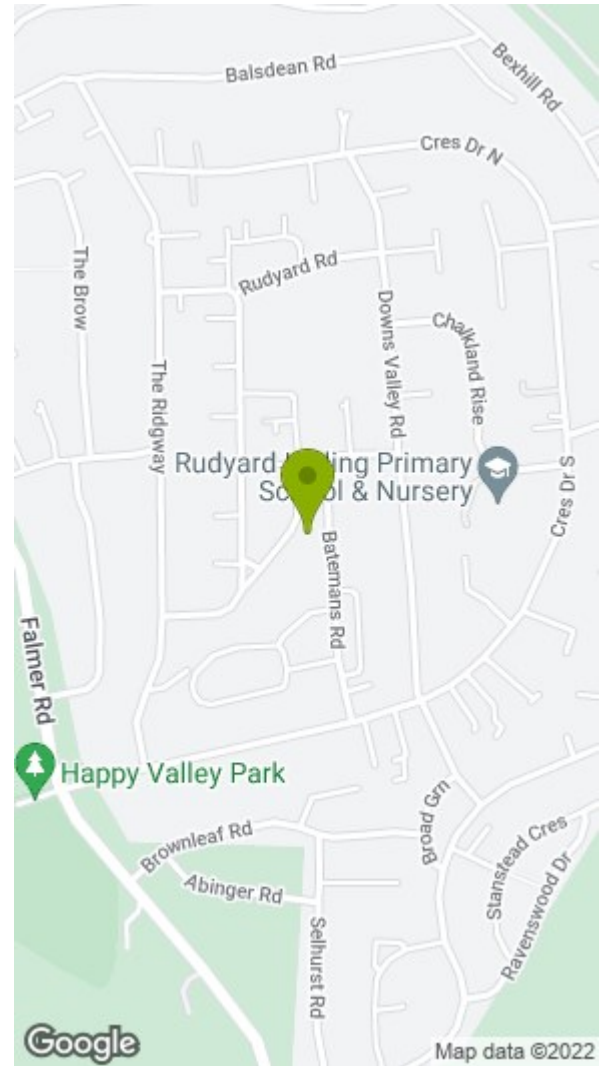 Balsdean Rd
Bexhill Rd
Cres Dr N
The Brow
Rudyard Rd
Downs Valley Rd
Chalkland Rise
The Ridgway
Rudyard Primary
School & Nursery
Cres Dr S
Batemans Rd
Falmer Rd
Happy Valley Park
Brownleaf Rd
Broad Grn
Stanstead Cres
Abinger Rd
Ravenswood Dr
Selhurst Rd
Google
Map data ©2022